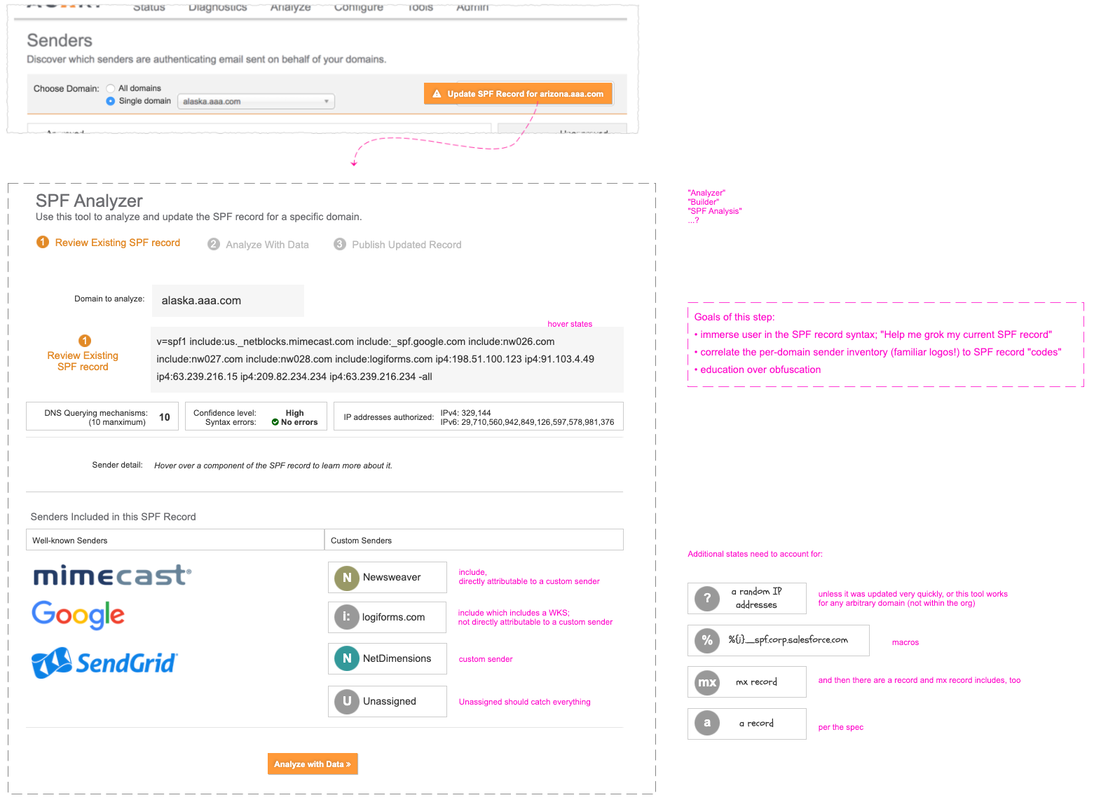 Status Diagnostics Analyze Configure Tools Admin
Senders
Discover which senders are authenticating email sent on behalf of your domains.
Choose Domain: All domains
Single domain alaska.aaa.com
Update SPF Record for arizona.aaa.com
SPF Analyzer
Use this tool to analyze and update the SPF record for a specific domain.
1 Review Existing SPF record 2 Analyze With Data 3 Publish Updated Record
Domain to analyze: alaska.aaa.com
hover states
1
Review Existing
SPF record
v=spf1 include:us._netblocks.mimecast.com include:_spf.google.com include:nw026.com
include:nw027.com include:nw028.com include:logiforms.com ip4:198.51.100.123 ip4:91.103.4.49
ip4:63.239.216.15 ip4:209.82.234.234 ip4:63.239.216.234 -all
DNS Querying mechanisms: 10
(10 manximum)
Confidence level: High
Syntax errors: No errors
IP addresses authorized: IPv4: 329,144
IPv6: 29,710,560,942,849,126,597,578,981,376
Sender detail: Hover over a component of the SPF record to learn more about it.
Senders Included in this SPF Record
Well-known Senders
Custom Senders
mimecast
Google
SendGrid
N Newsweaver
include,
directly attributable to a custom sender
l: logiforms.com
include which includes a WKS;
not directly attributable to a custom sender
N NetDimensions
custom sender
U Unassigned
Unassigned should catch everything
Analyze with Data »
"Analyzer"
"Builder"
"SPF Analysis"
...?
Goals of this step:
• immerse user in the SPF record syntax; "Help me grok my current SPF record"
• correlate the per-domain sender inventory (familiar logos!) to SPF record "codes"
• education over obfuscation
Additional states need to account for:
? a random IP
addresses
unless it was updated very quickly, or this tool works
for any arbitrary domain (not within the org)
% %{i}__spf.corp.salesforce.com
macros
mx mx record
and then there are a record and mx record includes, too
a a record
per the spec